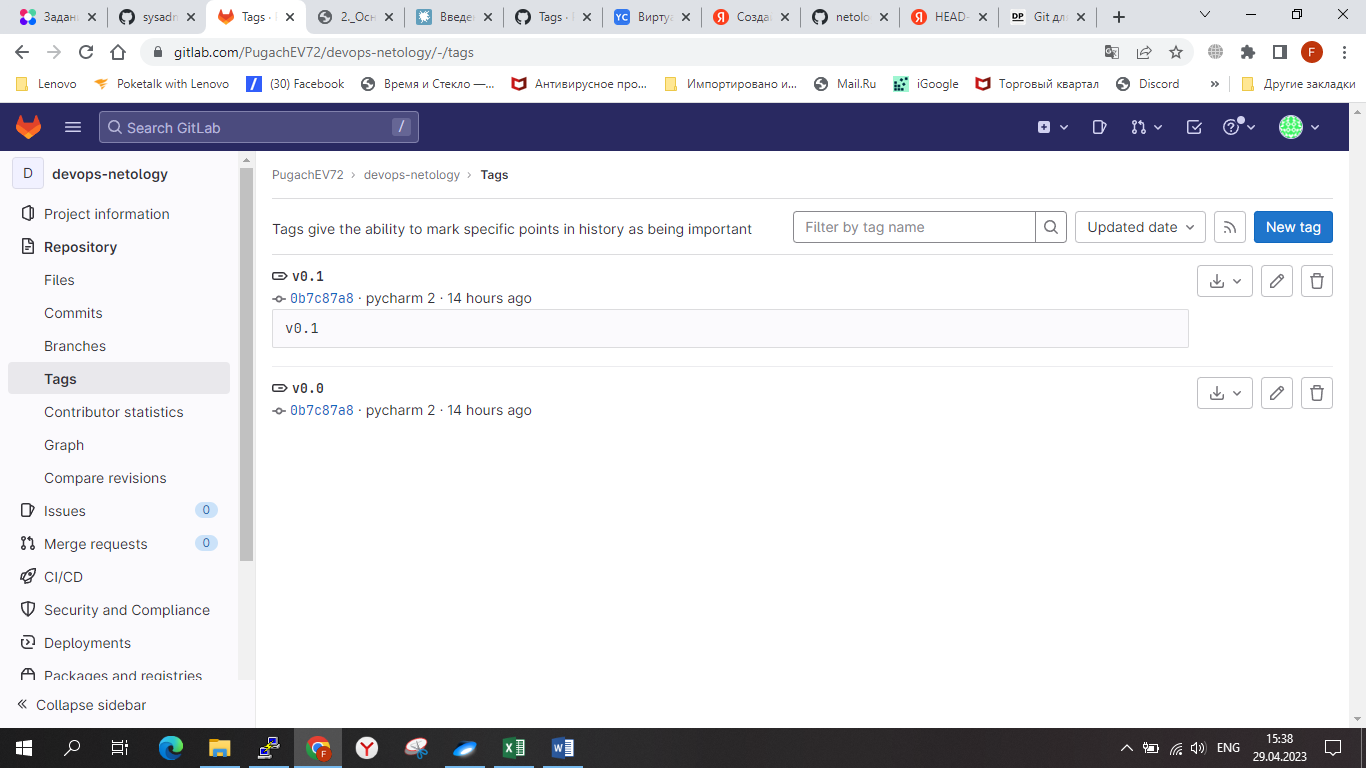 Задани
sysadn
Tags ·
2._Осн
Введен
Tags ·
YC Виртуа
Я Создан
netolo
Я HEAD-
DP Git дл
gitlab.com/PugachEV72/devops-netology/-/tags
F
Lenovo
Poketalk with Lenovo
(30) Facebook
Время и Стекло —...
Антивирусное про...
Импортировано и...
Mail.Ru
iGoogle
Торговый квартал
Discord
»
Другие закладки
Search GitLab /
D devops-netology
Project information
Repository
Files
Commits
Branches
Tags
Contributor statistics
Graph
Compare revisions
Issues 0
Merge requests 0
CI/CD
Security and Compliance
Deployments
Packages and registries
Collapse sidebar
PugachEV72 › devops-netology › Tags
Tags give the ability to mark specific points in history as being important
Filter by tag name
Updated date
New tag
v0.1
0b7c87a8 · pycharm 2 · 14 hours ago
v0.1
v0.0
0b7c87a8 · pycharm 2 · 14 hours ago
ENG
15:38
29.04.2023